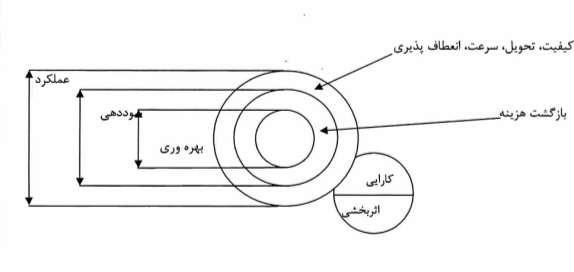 کیفیت، تحویل، سرعت، انعطاف پذیری
عملکرد
سوددهی
بازگشت هزینه
بهره وری
کارایی
اثربخشی